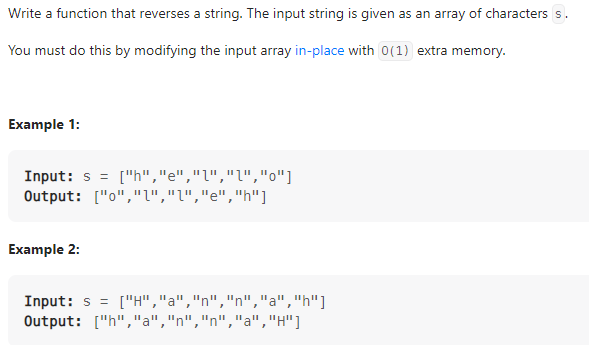 Write a function that reverses a string. The input string is given as an array of characters s.
You must do this by modifying the input array in-place with O(1) extra memory.
Example 1:
Input: s = ["h","e","l","l","o"]
Output: ["o","l","l","e","h"]
Example 2:
Input: s = ["H","a","n","n","a","h"]
Output: ["h","a","n","n","a","H"]